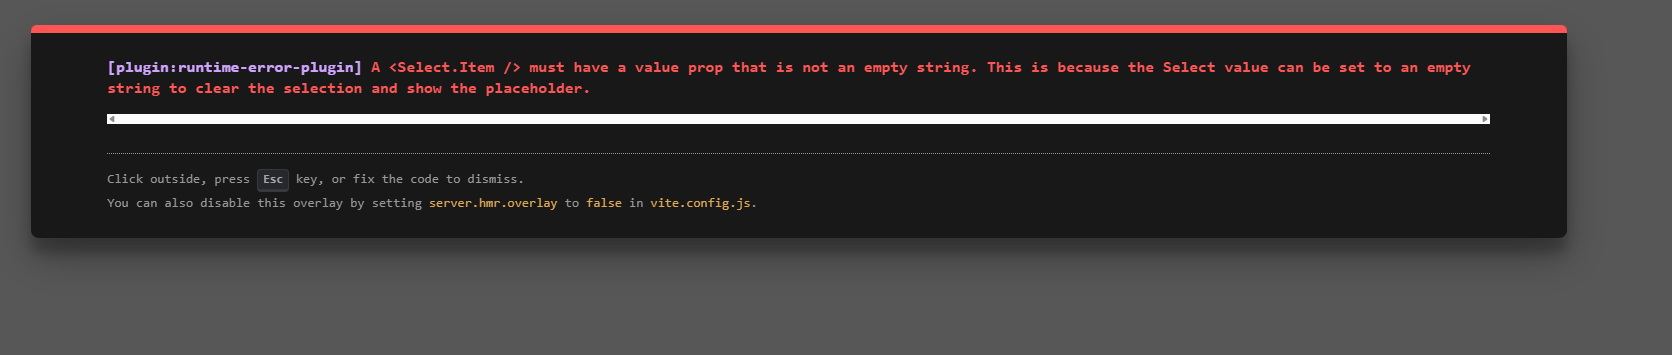 [plugin:runtime-error-plugin] A <Select.Item /> must have a value prop that is not an empty string. This is because the Select value can be set to an empty
string to clear the selection and show the placeholder.
Click outside, press Esc key, or fix the code to dismiss.
You can also disable this overlay by setting server.hmr.overlay to false in vite.config.js.